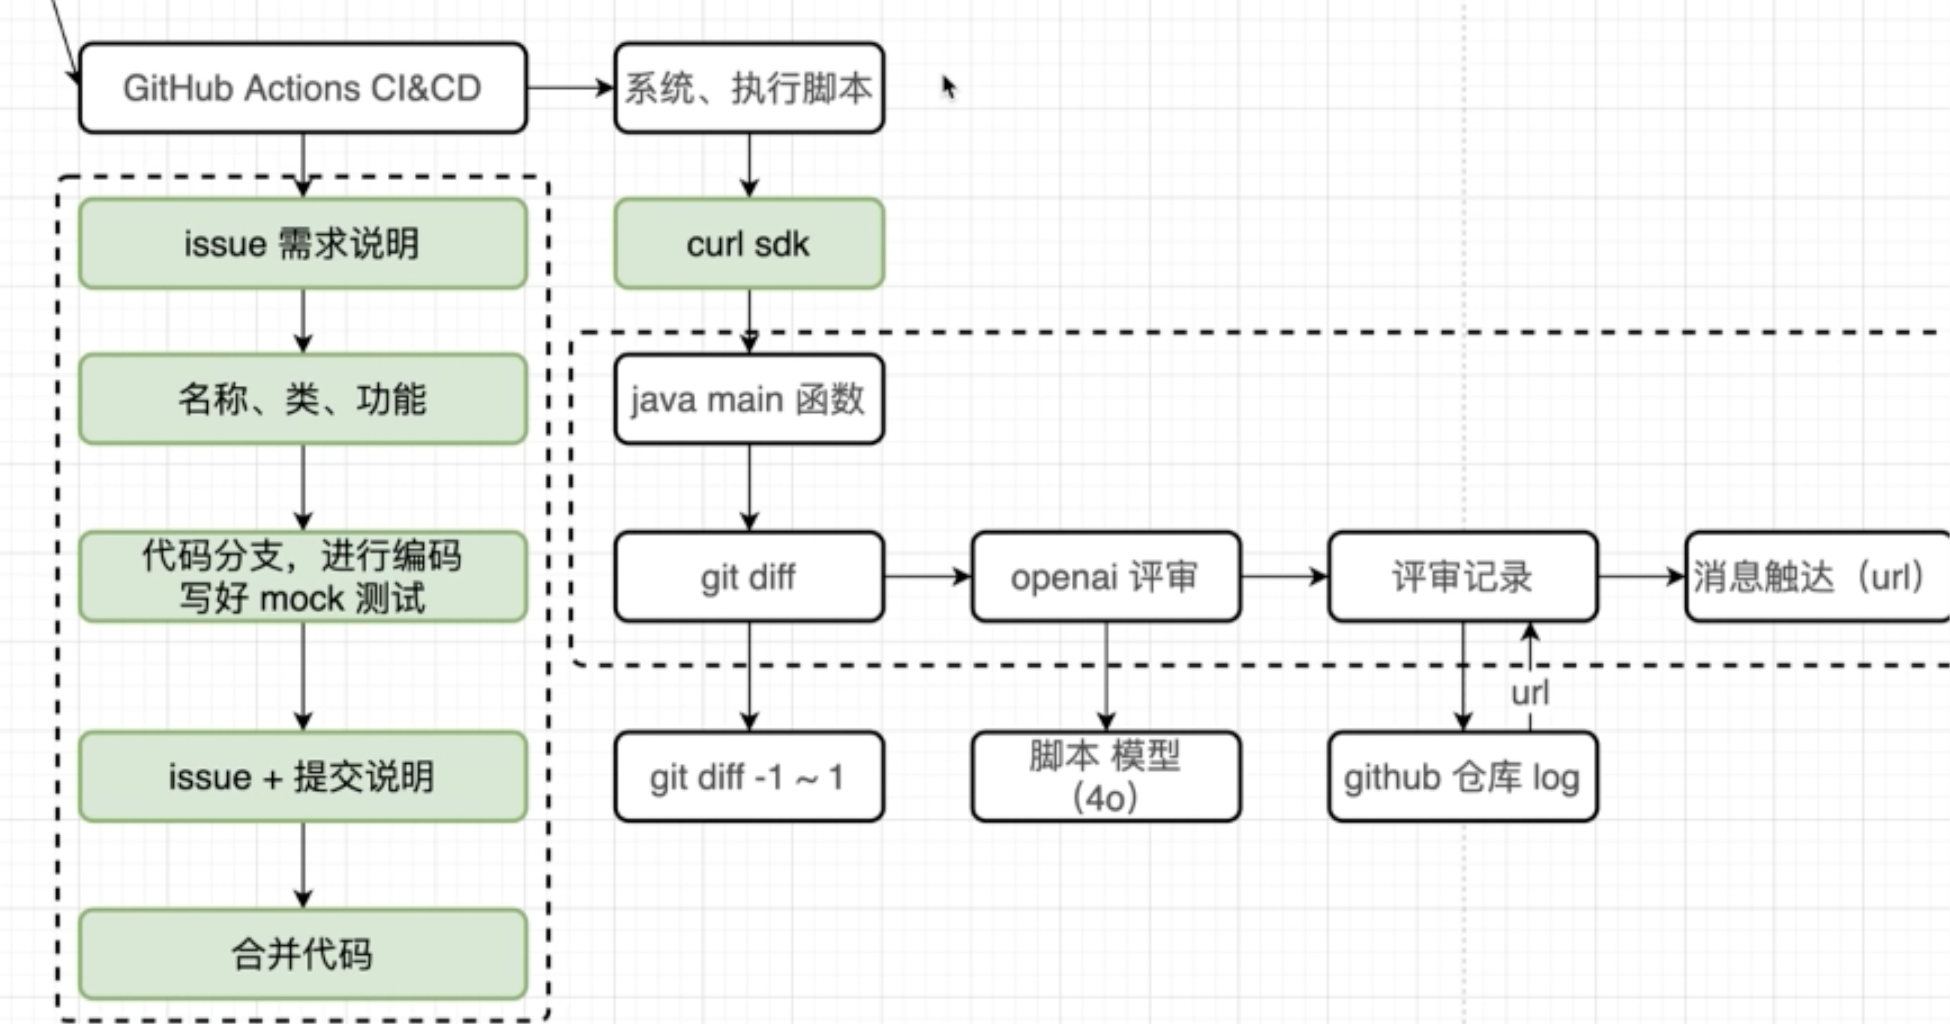 GitHub Actions CI&CD
系统、执行脚本
issue 需求说明
curl sdk
名称、类、功能
java main 函数
代码分支，进行编码
写好 mock 测试
git diff
openai 评审
评审记录
消息触达（url）
url
issue + 提交说明
git diff -1 ~ 1
脚本 模型
（4o）
github 仓库 log
合并代码